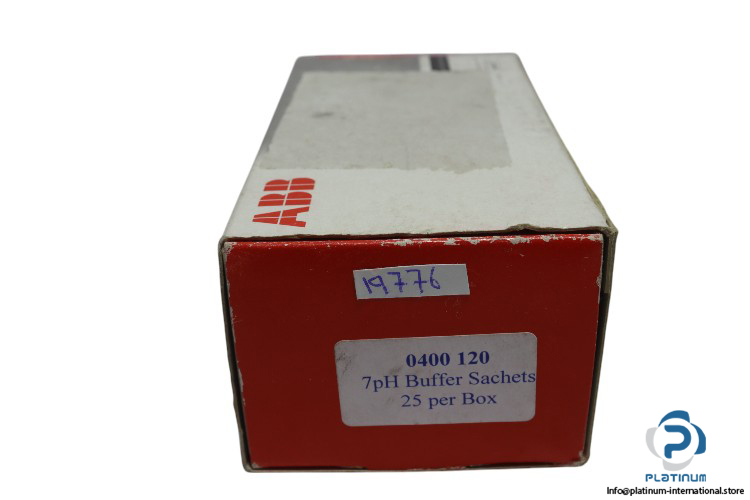 ABB
19776
0400 120
7pH Buffer Sachets
25 per Box
PLATINUM
Info@platinum-international.store